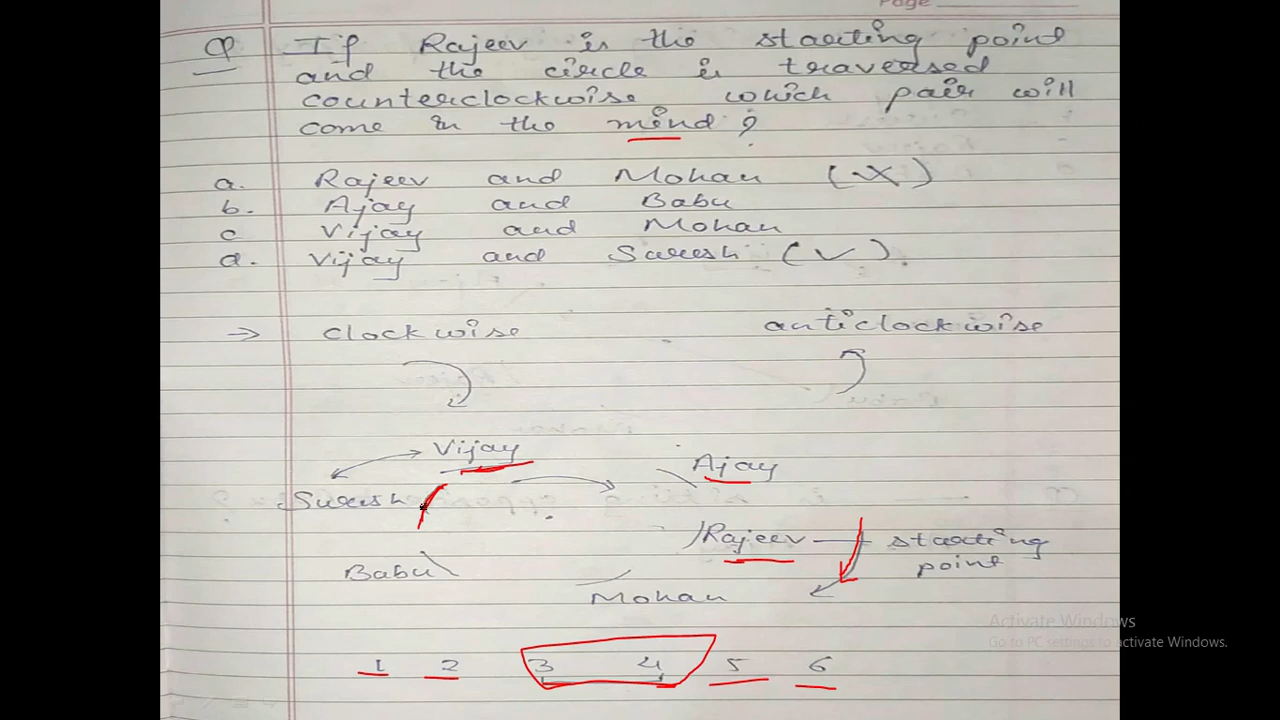 Page
Q If Rajeev is the starting point
and the circle is traversed
counterclockwise which pair will
come in the mind ?
a. Rajeev and Mohan (X)
b. Ajay and Babu
c Vijay and Mohan
d. Vijay and Suresh (✓).
→ clockwise anticlockwise
Vijay Ajay
Suresh
Rajeev — starting
point
Babu
Mohan
1 2 3 4 5 6
Activate Windows
Go to PC settings to activate Windows.